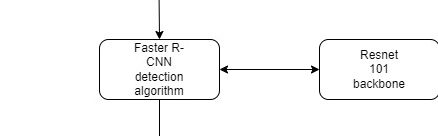 Faster R-
CNN
detection
algorithm
Resnet
101
backbone